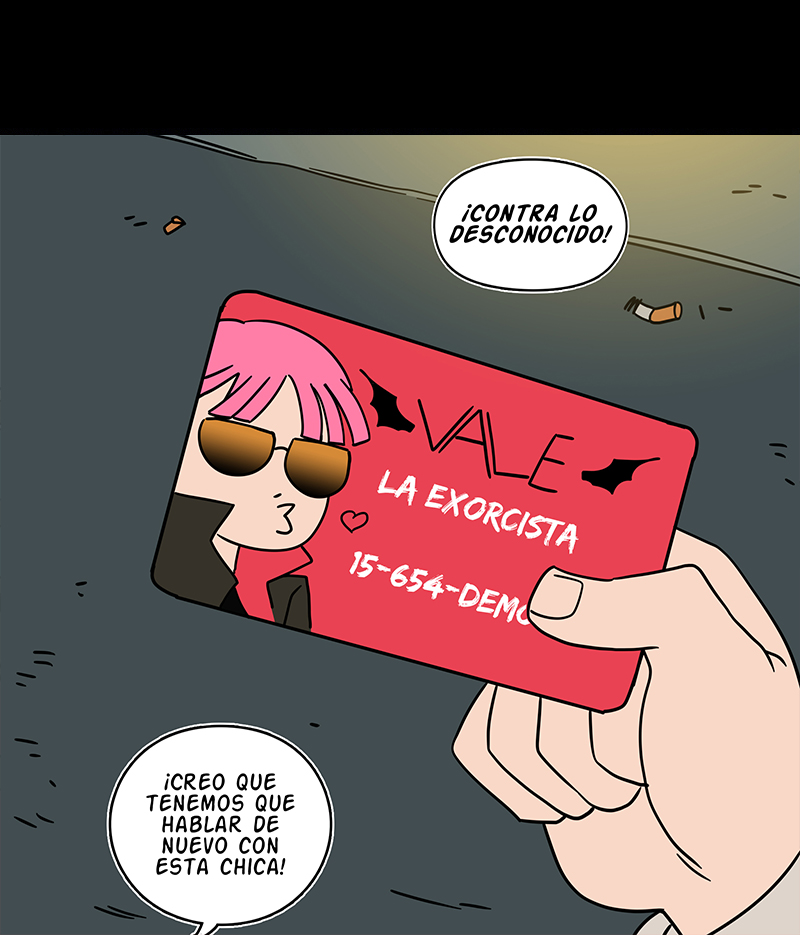 ¡CONTRA LO
DESCONOCIDO!
VALE
LA EXORCISTA
15-654-DEMO
¡CREO QUE
TENEMOS QUE
HABLAR DE
NUEVO CON
ESTA CHICA!